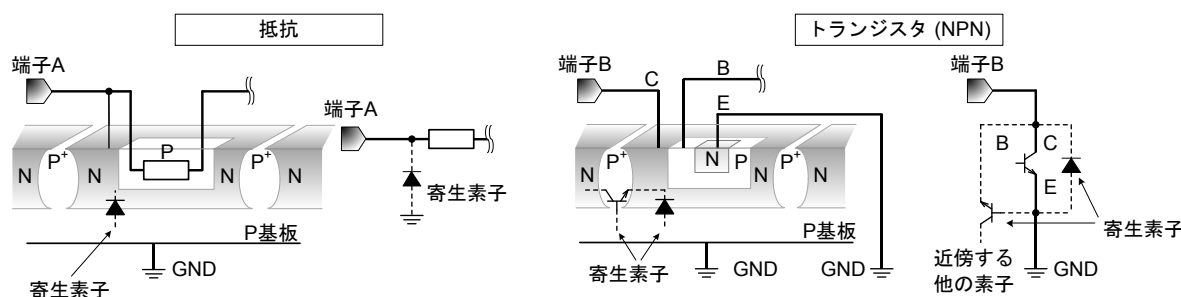 抵抗
トランジスタ (NPN)
端子A
端子A
N
P+
N
P
N
P+
N
寄生素子
P基板
寄生素子
GND
端子B
C
B
E
N
P+
N
N
P
N
P+
N
P基板
寄生素子
GND
GND
端子B
B
C
E
寄生素子
近傍する
他の素子
GND